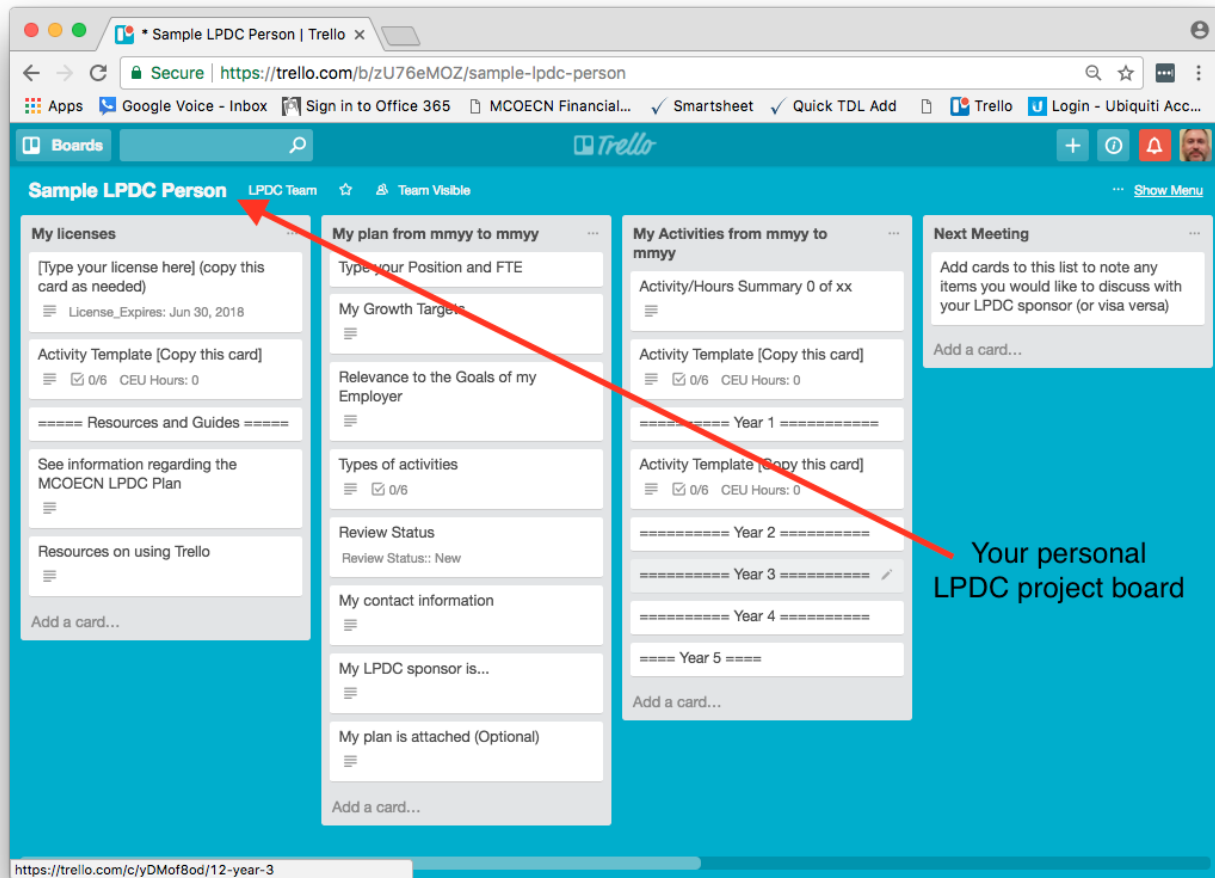 * Sample LPDC Person | Trello
Secure | https://trello.com/b/zU76eMOZ/sample-lpdc-person
Apps Google Voice - Inbox Sign in to Office 365 MCOECN Financial... Smartsheet Quick TDL Add Trello Login - Ubiquiti Acc...
Boards Trello
Sample LPDC Person LPDC Team Team Visible ... Show Menu
My licenses ...
[Type your license here] (copy this
card as needed)
License_Expires: Jun 30, 2018
Activity Template [Copy this card]
0/6 CEU Hours: 0
===== Resources and Guides =====
See information regarding the
MCOECN LPDC Plan
Resources on using Trello
Add a card...
My plan from mmyy to mmyy ...
Type your Position and FTE
My Growth Targets
Relevance to the Goals of my
Employer
Types of activities
0/6
Review Status
Review Status:: New
My contact information
My LPDC sponsor is...
My plan is attached (Optional)
Add a card...
My Activities from mmyy to ...
mmyy
Activity/Hours Summary 0 of xx
Activity Template [Copy this card]
0/6 CEU Hours: 0
========== Year 1 ===========
Activity Template [Copy this card]
0/6 CEU Hours: 0
========== Year 2 ==========
========== Year 3 ==========
========== Year 4 ==========
==== Year 5 ====
Add a card...
Next Meeting ...
Add cards to this list to note any
items you would like to discuss with
your LPDC sponsor (or visa versa)
Add a card...
Your personal
LPDC project board
https://trello.com/c/yDMof8od/12-year-3